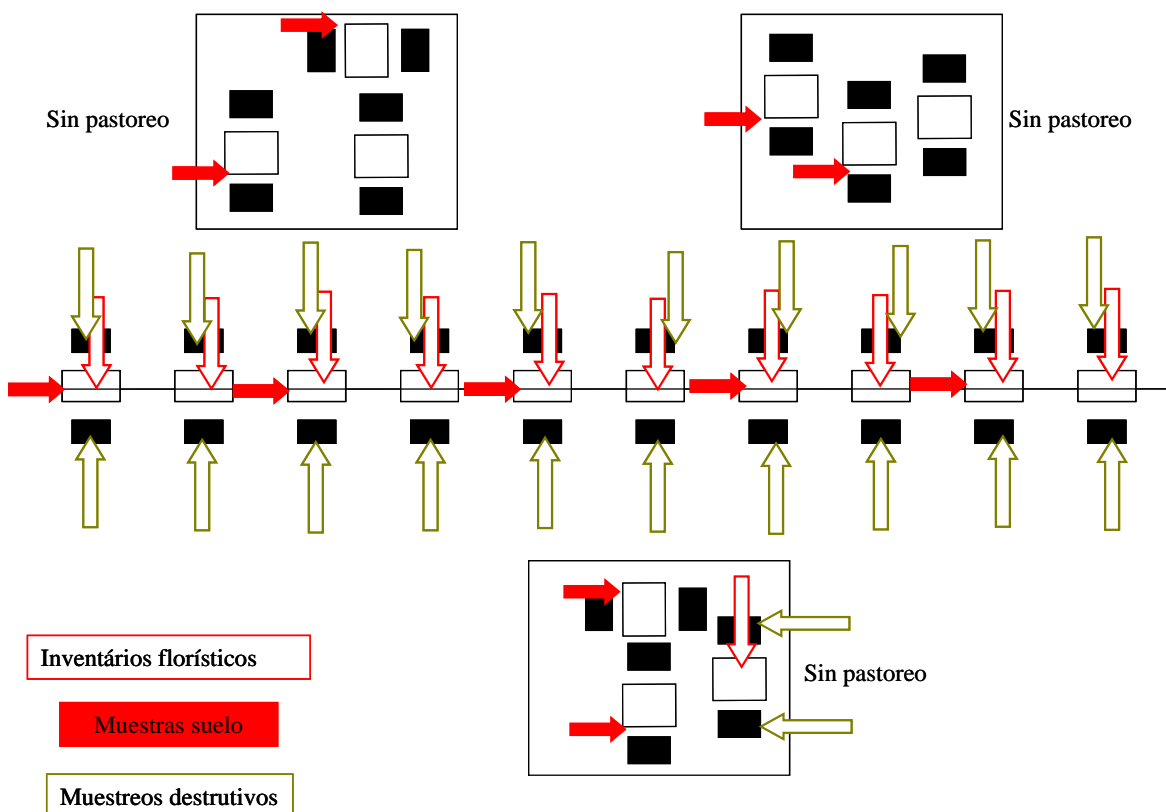 Sin pastoreo
Sin pastoreo
Sin pastoreo
Inventários florísticos
Muestras suelo
Muestreos destrutivos